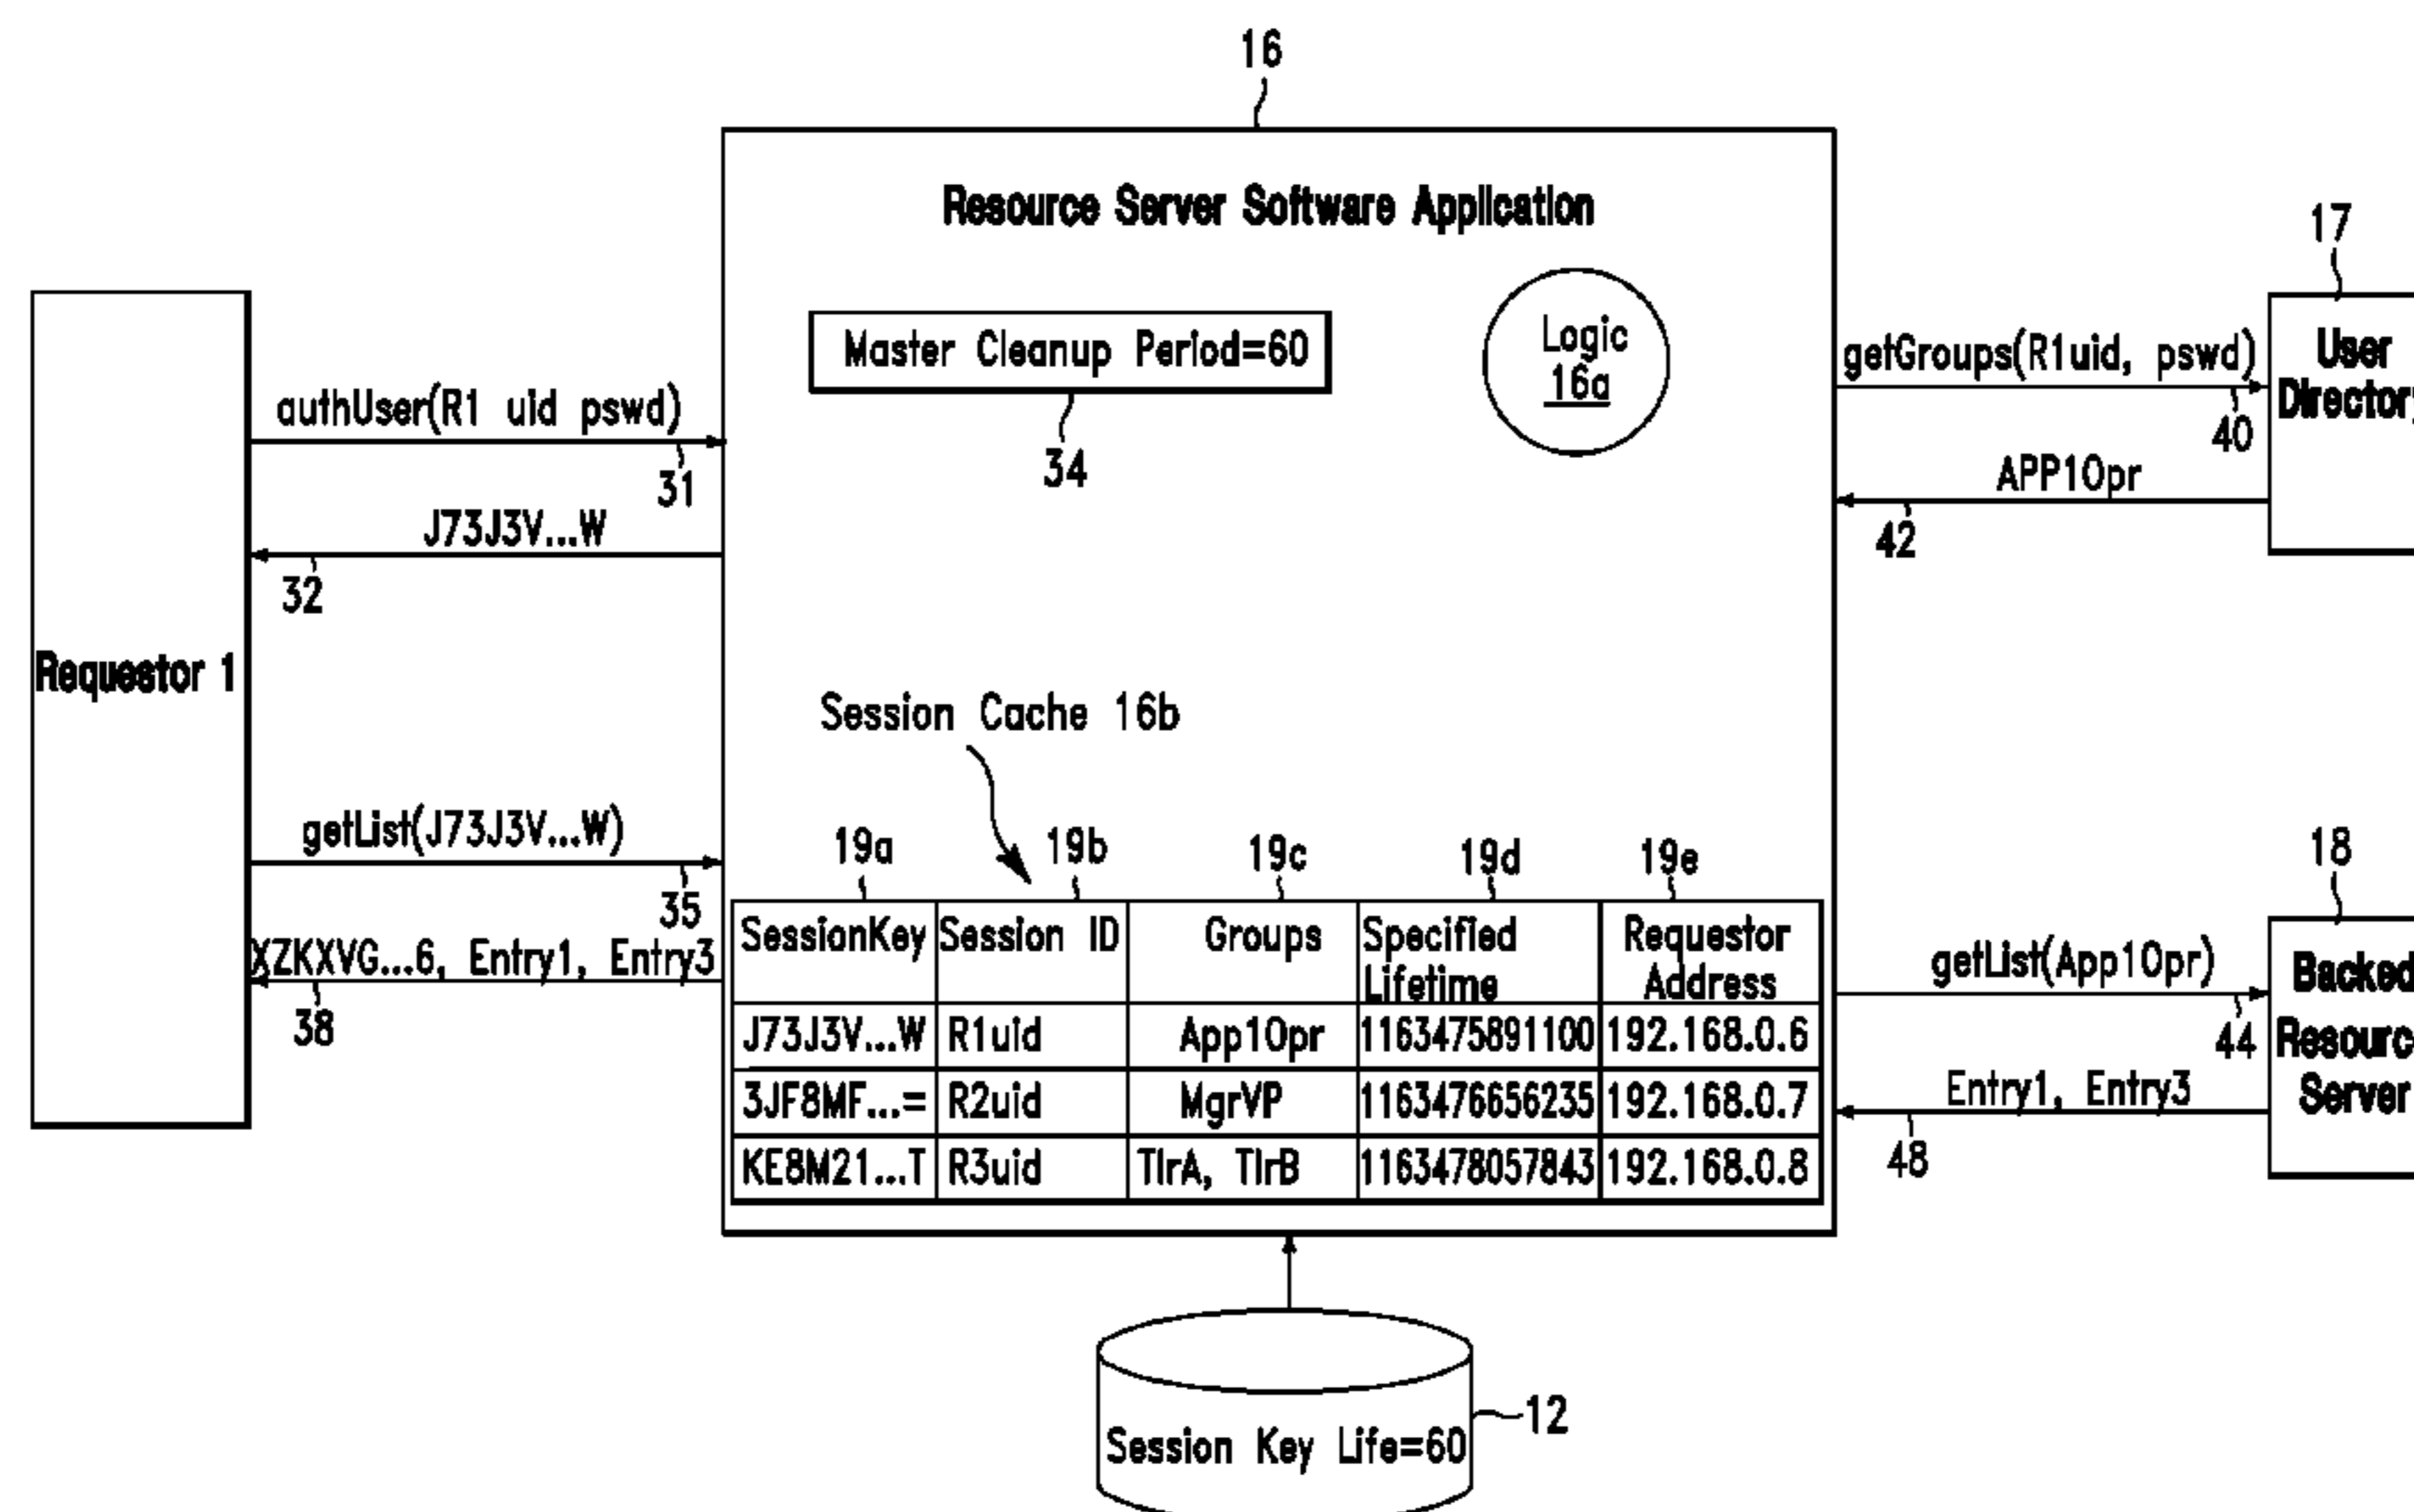 16
Resource Server Software Application
17
Master Cleanup Period=60
Logic
16a
34
User
Directory
getGroups(R1uid, pswd)
40
APP1Opr
42
authUser(R1 uid pswd)
31
J73J3V...W
32
Requestor 1
Session Cache 16b
getList(J73J3V...W)
35
XZKXVG...6, Entry1, Entry3
38
19a 19b 19c 19d 19e
SessionKey Session ID Groups Specified Lifetime Requestor Address
J73J3V...W R1uid App1Opr 1163475891100 192.168.0.6
3JF8MF...= R2uid MgrVP 1163476656235 192.168.0.7
KE8M21...T R3uid TlrA, TlrB 1163478057843 192.168.0.8
18
getList(App1Opr)
44
Backed
Resource
Server
Entry1, Entry3
48
12
Session Key Life=60